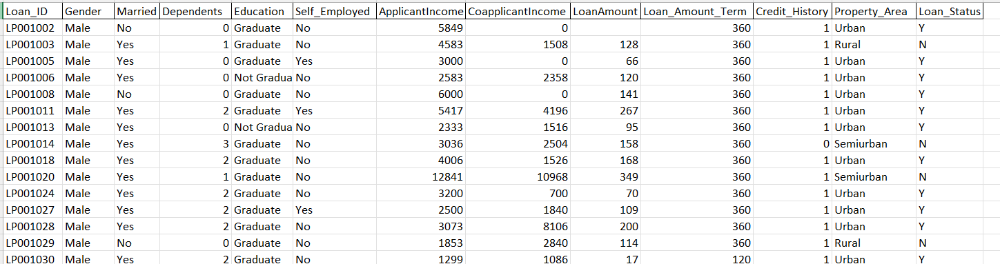 Loan_ID Gender Married Dependents Education Self_Employed ApplicantIncome CoapplicantIncome LoanAmount Loan_Amount_Term Credit_History Property_Area Loan_Status
LP001002 Male No 0 Graduate No 5849 0 360 1 Urban Y
LP001003 Male Yes 1 Graduate No 4583 1508 128 360 1 Rural N
LP001005 Male Yes 0 Graduate Yes 3000 0 66 360 1 Urban Y
LP001006 Male Yes 0 Not Gradua No 2583 2358 120 360 1 Urban Y
LP001008 Male No 0 Graduate No 6000 0 141 360 1 Urban Y
LP001011 Male Yes 2 Graduate Yes 5417 4196 267 360 1 Urban Y
LP001013 Male Yes 0 Not Gradua No 2333 1516 95 360 1 Urban Y
LP001014 Male Yes 3 Graduate No 3036 2504 158 360 0 Semiurban N
LP001018 Male Yes 2 Graduate No 4006 1526 168 360 1 Urban Y
LP001020 Male Yes 1 Graduate No 12841 10968 349 360 1 Semiurban N
LP001024 Male Yes 2 Graduate No 3200 700 70 360 1 Urban Y
LP001027 Male Yes 2 Graduate Yes 2500 1840 109 360 1 Urban Y
LP001028 Male Yes 2 Graduate No 3073 8106 200 360 1 Urban Y
LP001029 Male No 0 Graduate No 1853 2840 114 360 1 Rural N
LP001030 Male Yes 2 Graduate No 1299 1086 17 120 1 Urban Y